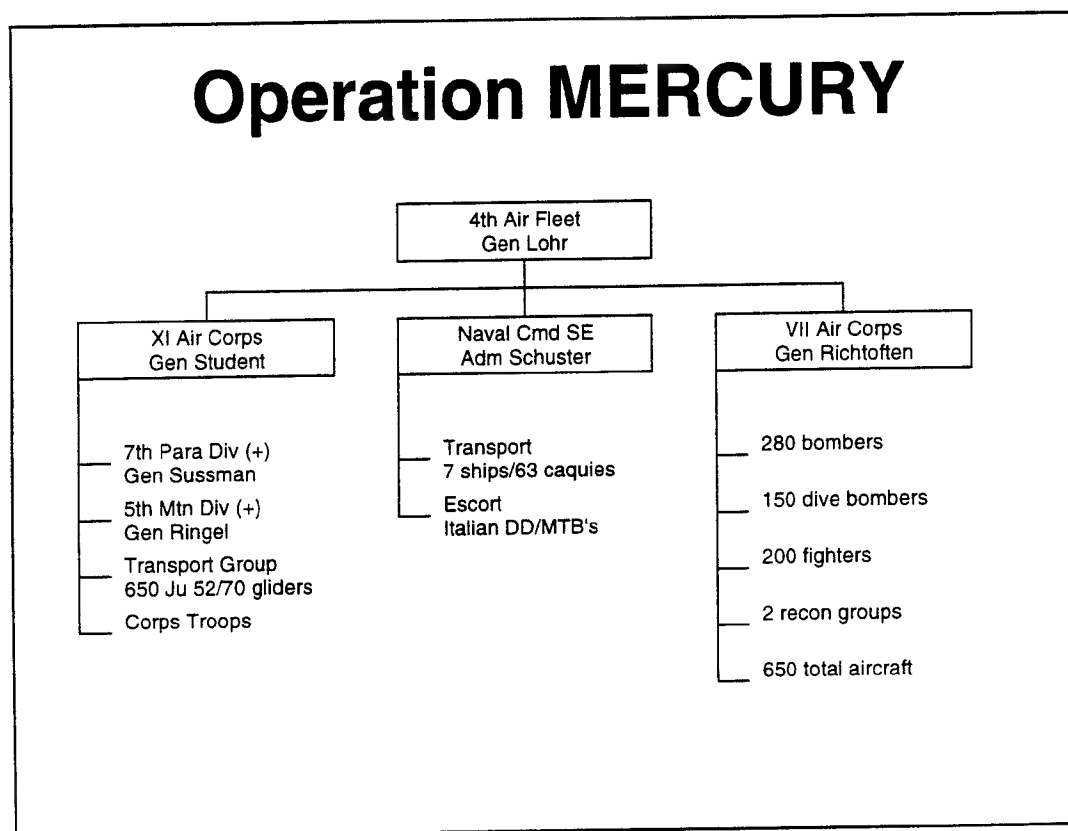 Operation MERCURY
4th Air Fleet
Gen Lohr
XI Air Corps
Gen Student
7th Para Div (+)
Gen Sussman
5th Mtn Div (+)
Gen Ringel
Transport Group
650 Ju 52/70 gliders
Corps Troops
Naval Cmd SE
Adm Schuster
Transport
7 ships/63 caquies
Escort
Italian DD/MTB's
VII Air Corps
Gen Richtoften
280 bombers
150 dive bombers
200 fighters
2 recon groups
650 total aircraft